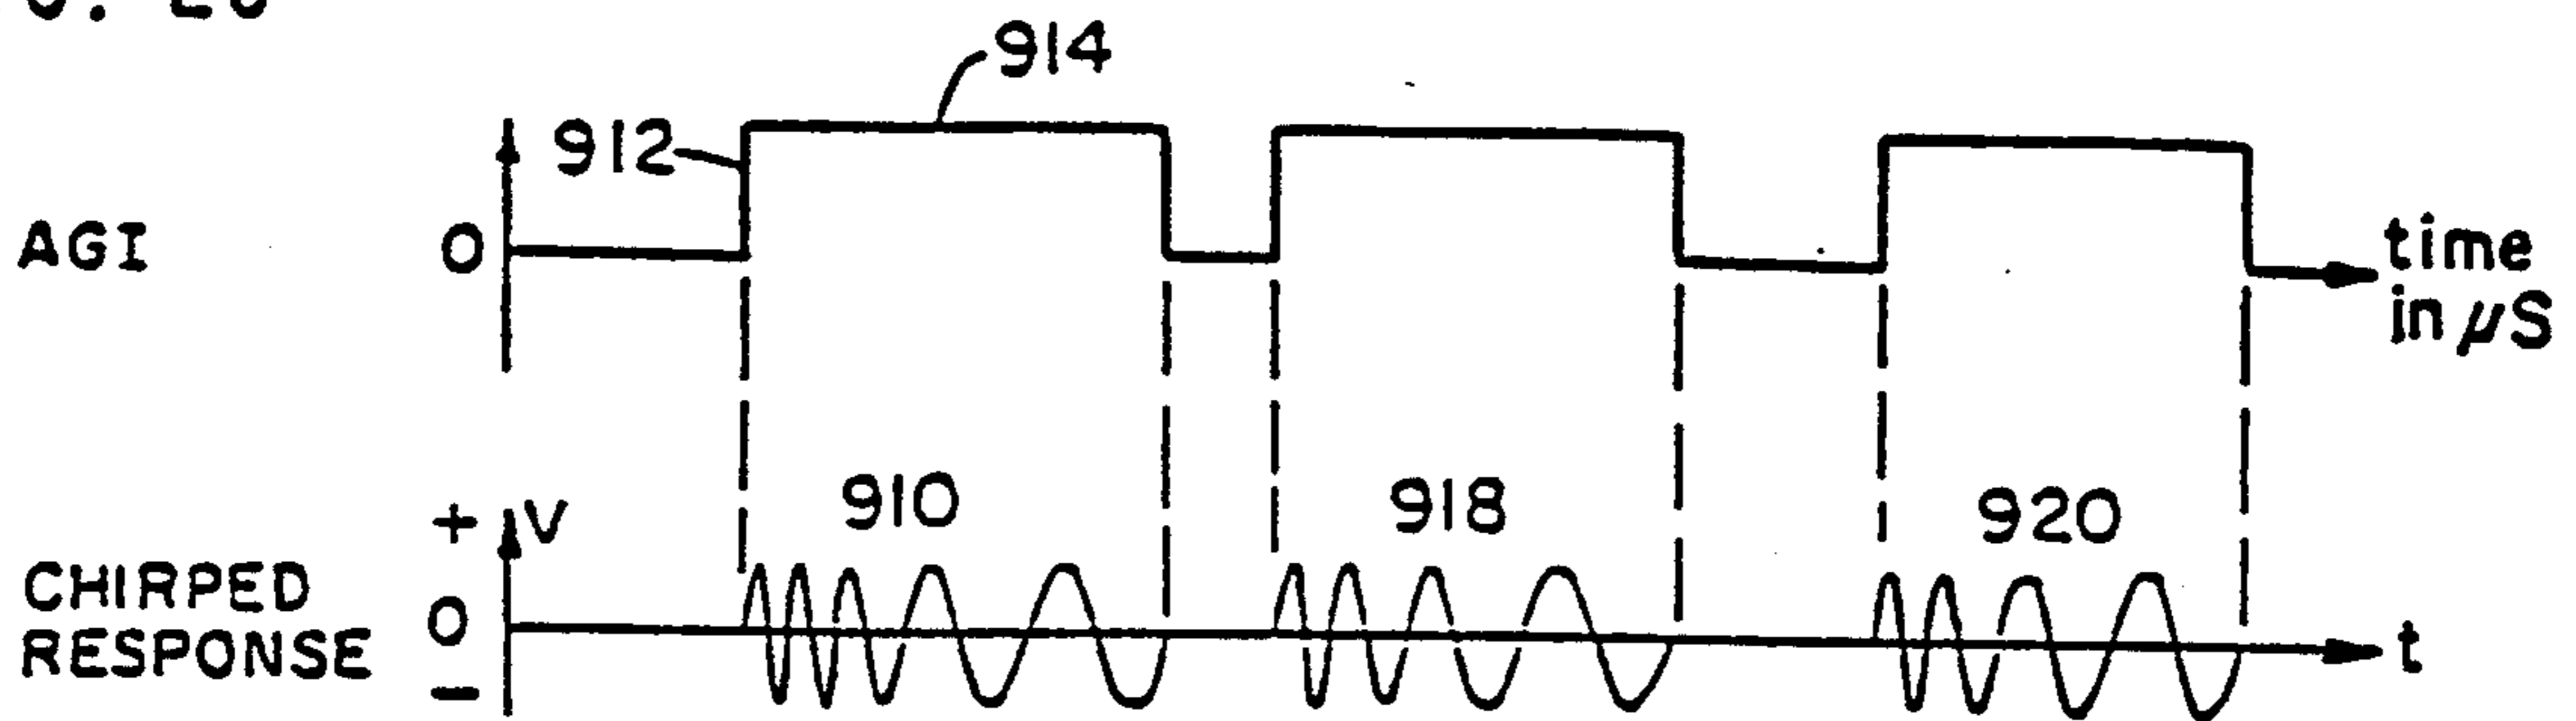 914
912
AGI
0
time
in μS
910
918
920
+
V
CHIRPED
RESPONSE
0
t
−